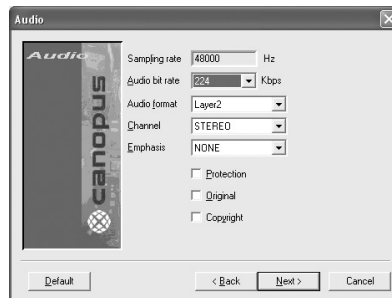 Audio
Audio
canopus
Sampling rate 48000 Hz
Audio bit rate 224 Kbps
Audio format Layer2
Channel STEREO
Emphasis NONE
Protection
Original
Copyright
Default < Back Next > Cancel